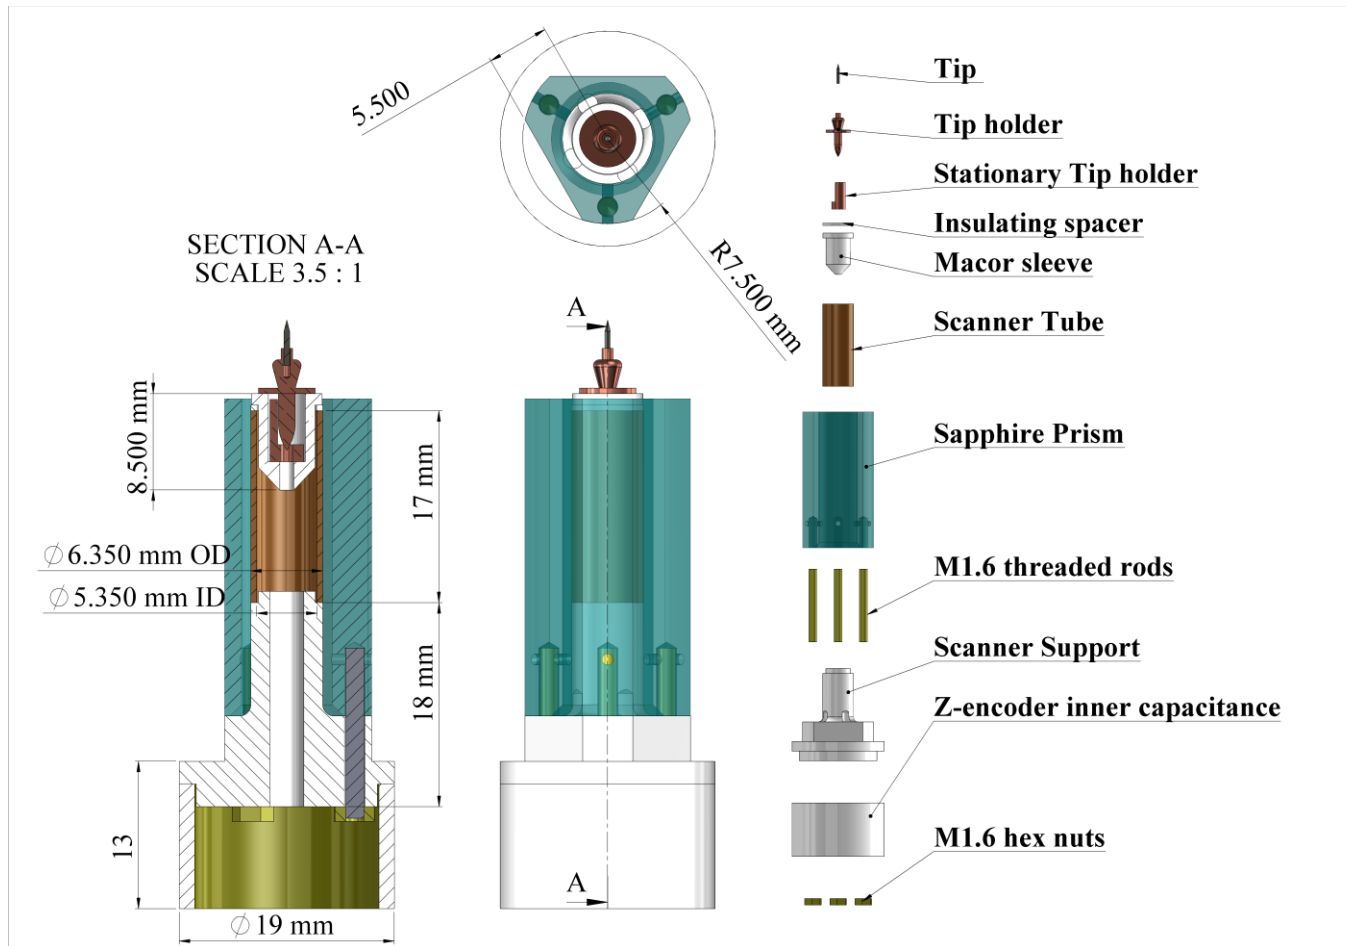 5.500
R7.500 mm
SECTION A-A
SCALE 3.5 : 1
8.500 mm
17 mm
∅ 6.350 mm OD
∅ 5.350 mm ID
18 mm
13
∅ 19 mm
A
A
Tip
Tip holder
Stationary Tip holder
Insulating spacer
Macor sleeve
Scanner Tube
Sapphire Prism
M1.6 threaded rods
Scanner Support
Z-encoder inner capacitance
M1.6 hex nuts